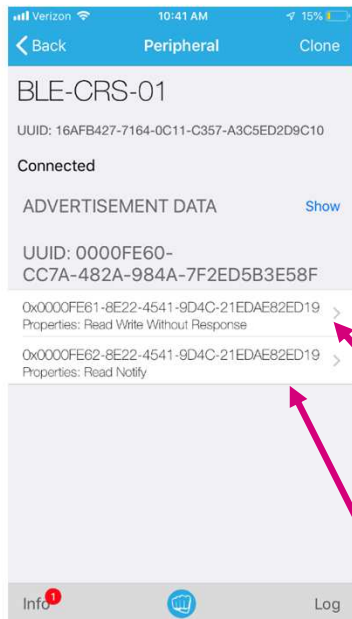 Verizon 10:41 AM 15%
Back Peripheral Clone
BLE-CRS-01
UUID: 16AFB427-7164-0C11-C357-A3C5ED2D9C10
Connected
ADVERTISEMENT DATA Show
UUID: 0000FE60-
CC7A-482A-984A-7F2ED5B3E58F
0x0000FE61-8E22-4541-9D4C-21EDAE82ED19
Properties: Read Write Without Response
0x0000FE62-8E22-4541-9D4C-21EDAE82ED19
Properties: Read Notify
Info 1 Log